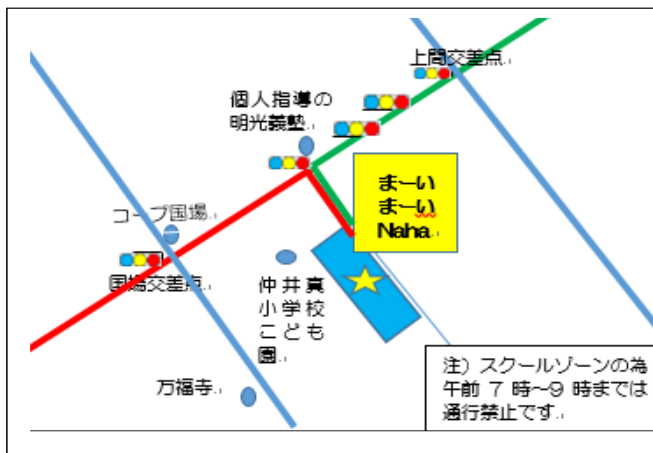 上間交差点
個人指導の
明光義塾
まーい
まーい
Naha
コープ国場
国場交差点
仲井真
小学校
こども
園
万福寺
注）スクールゾーンの為
午前 7 時～9 時までは
通行禁止です。